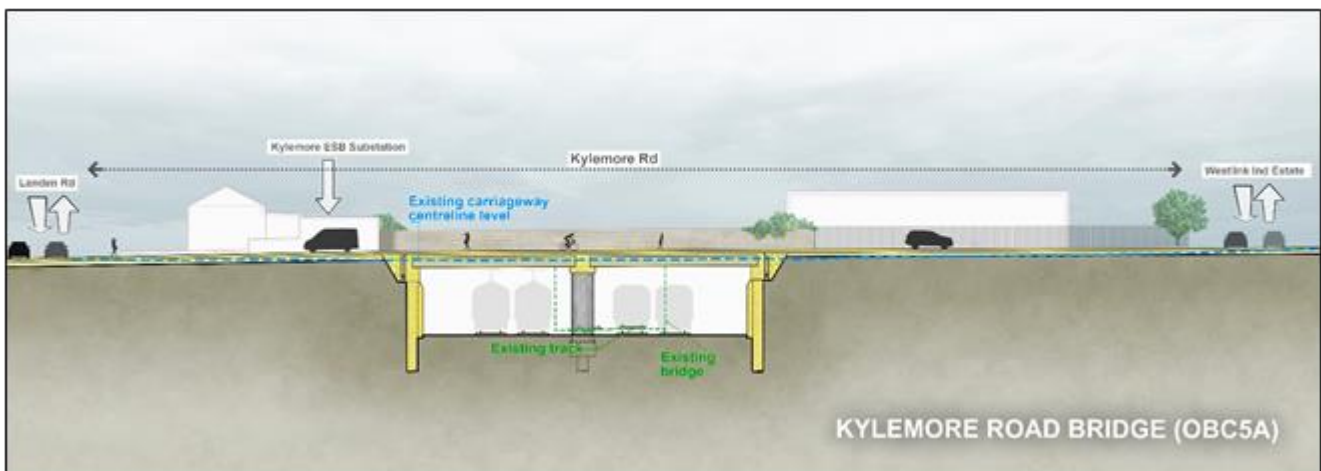 Kylemore ESB Substation
Kylemore Rd
Landen Rd
Westlink Ind Estate
Existing carriageway
centreline level
Existing track
Existing
bridge
KYLEMORE ROAD BRIDGE (OBC5A)